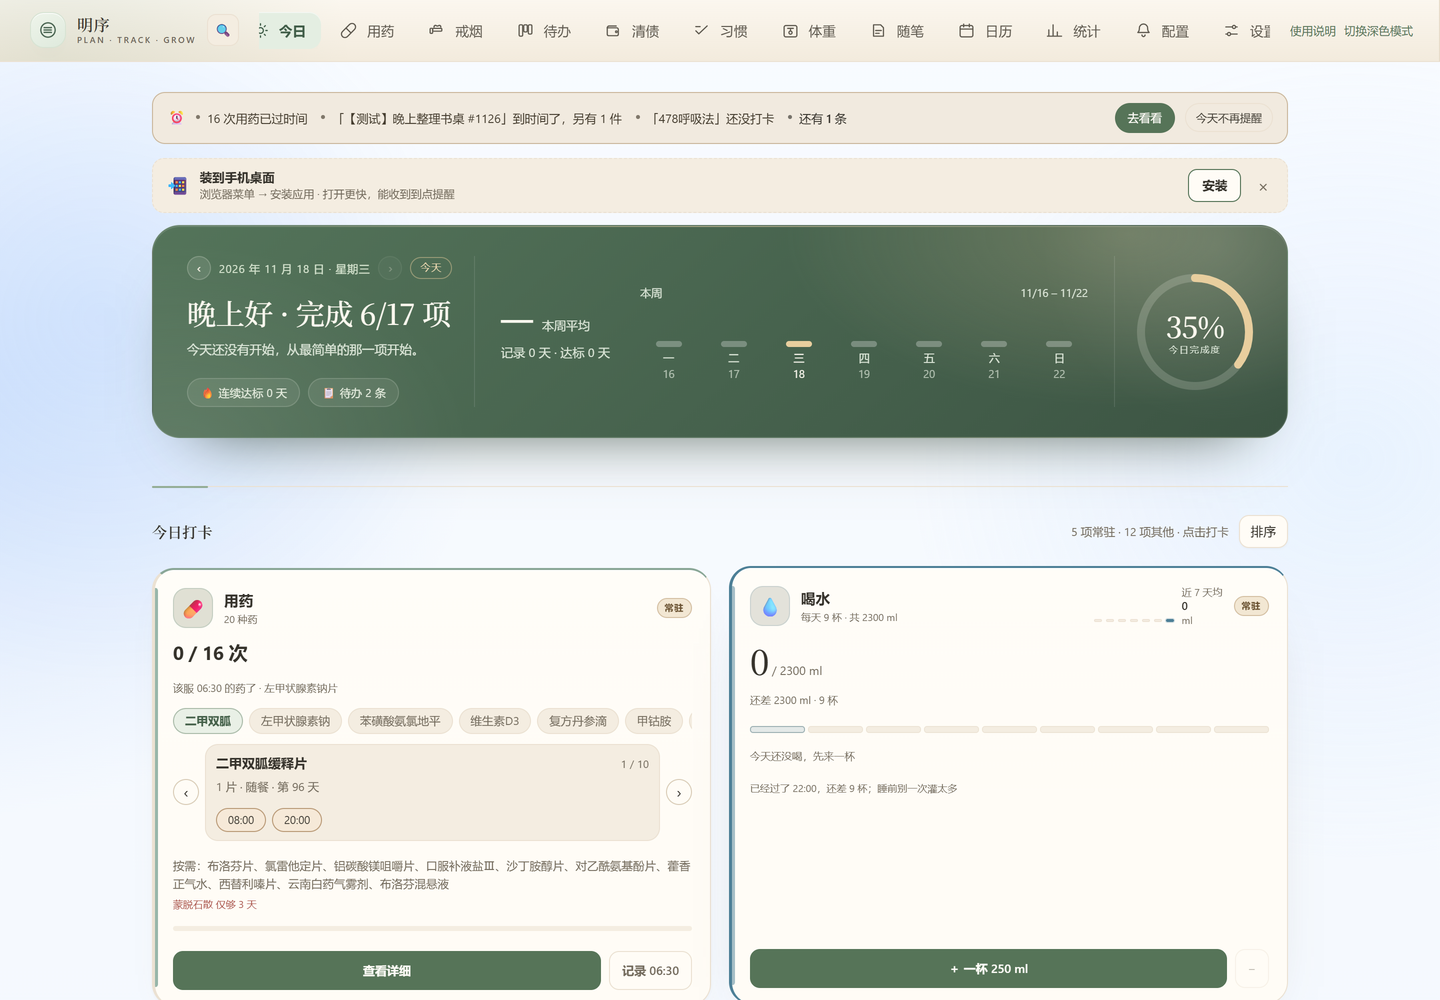 明序
PLAN · TRACK · GROW
今日
用药
戒烟
待办
清债
习惯
体重
随笔
日历
统计
配置
设
使用说明
切换深色模式
• 16 次用药已过时间 • 「【测试】晚上整理书桌 #1126」到时间了，另有 1 件 • 「478呼吸法」还没打卡 • 还有 1 条
去看看
今天不再提醒
装到手机桌面
浏览器菜单 → 安装应用 · 打开更快，能收到到点提醒
安装
×
‹ 2026 年 11 月 18 日 · 星期三 › 今天
晚上好 · 完成 6/17 项
今天还没有开始，从最简单的那一项开始。
连续达标 0 天
待办 2 条
— 本周平均
记录 0 天 · 达标 0 天
本周
11/16 – 11/22
一 二 三 四 五 六 日
16 17 18 19 20 21 22
35%
今日完成度
今日打卡
5 项常驻 · 12 项其他 · 点击打卡
排序
用药
20 种药
常驻
0 / 16 次
该服 06:30 的药了 · 左甲状腺素钠片
二甲双胍
左甲状腺素钠
苯磺酸氨氯地平
维生素D3
复方丹参滴
甲钴胺
‹
二甲双胍缓释片
1 / 10
1 片 · 随餐 · 第 96 天
08:00
20:00
›
按需：布洛芬片、氯雷他定片、铝碳酸镁咀嚼片、口服补液盐Ⅲ、沙丁胺醇片、对乙酰氨基酚片、藿香
正气水、西替利嗪片、云南白药气雾剂、布洛芬混悬液
蒙脱石散 仅够 3 天
查看详细
记录 06:30
喝水
每天 9 杯 · 共 2300 ml
近 7 天均
0
ml
常驻
0 / 2300 ml
还差 2300 ml · 9 杯
今天还没喝，先来一杯
已经过了 22:00，还差 9 杯；睡前别一次灌太多
+ 一杯 250 ml
−